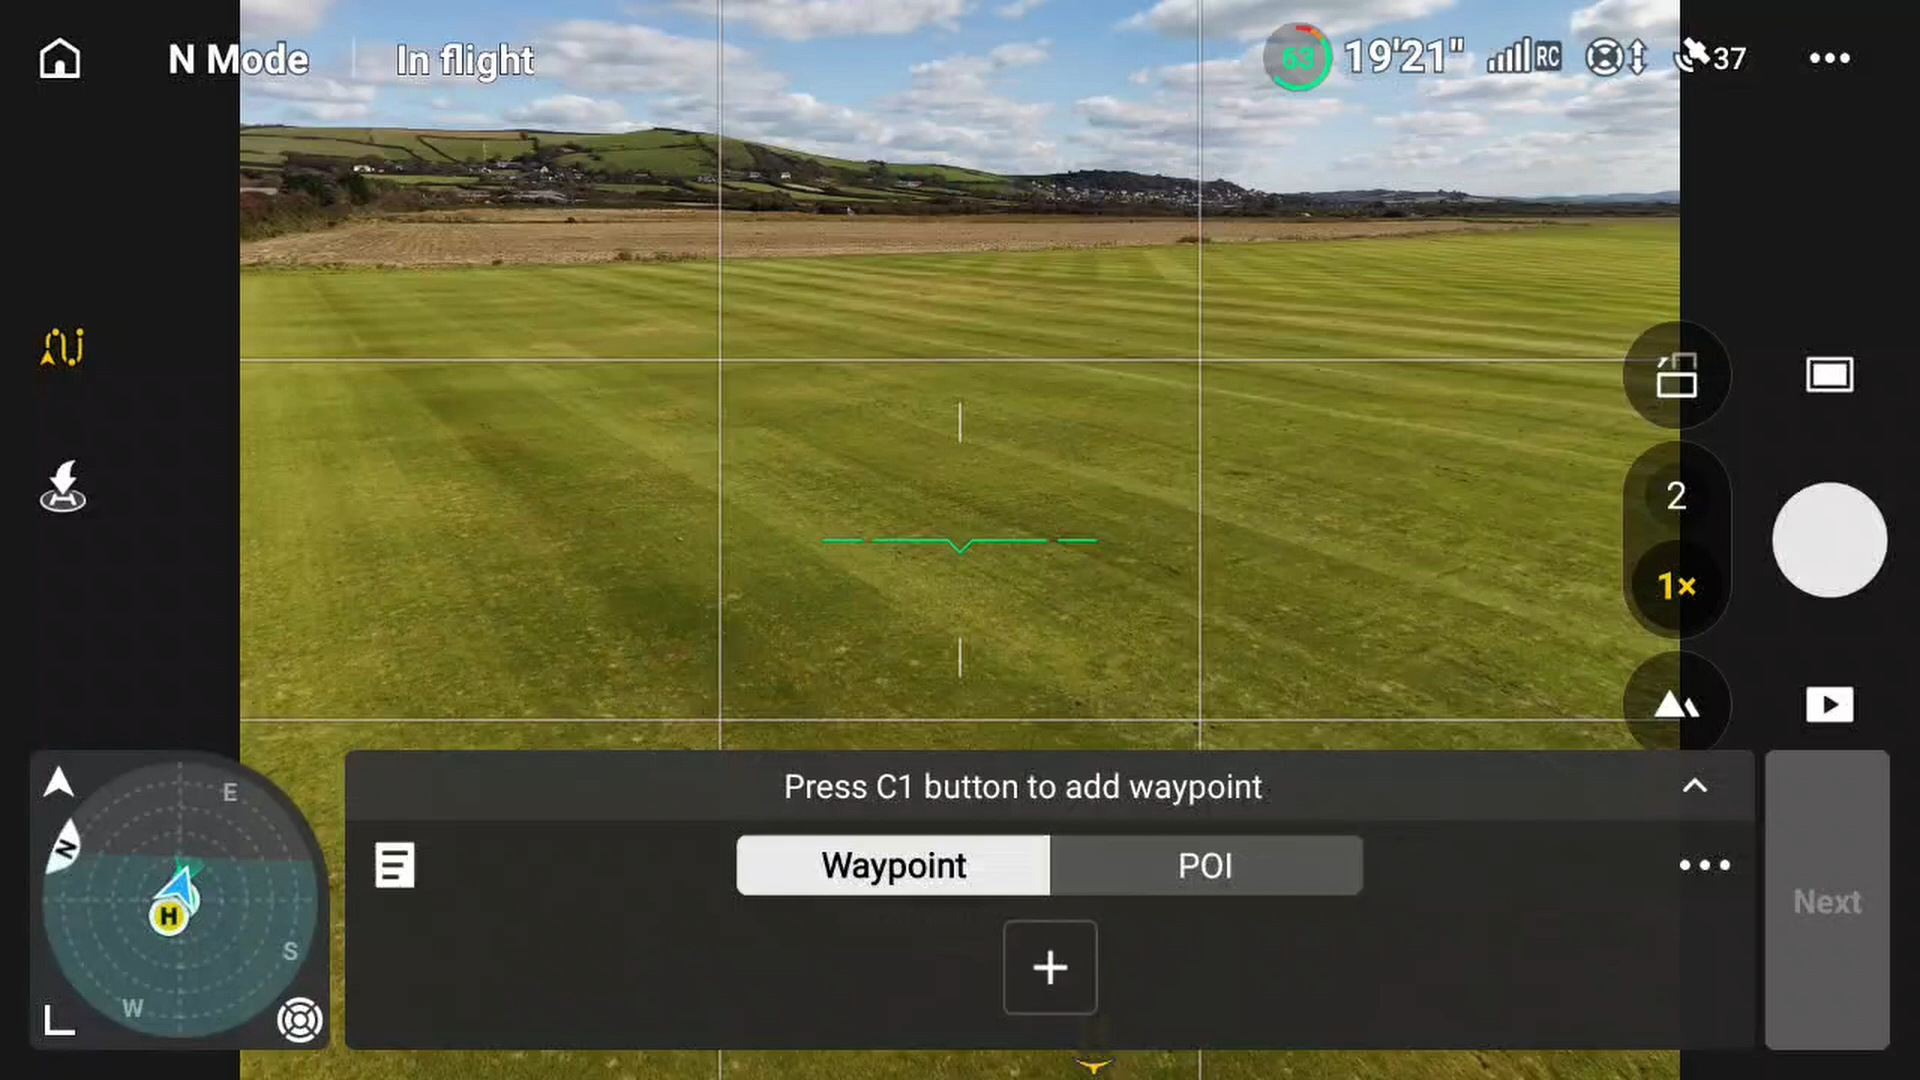 N Mode
In flight
63
19'21"
RC
37
2
1×
Press C1 button to add waypoint
Waypoint
POI
Next
E
N
H
S
W